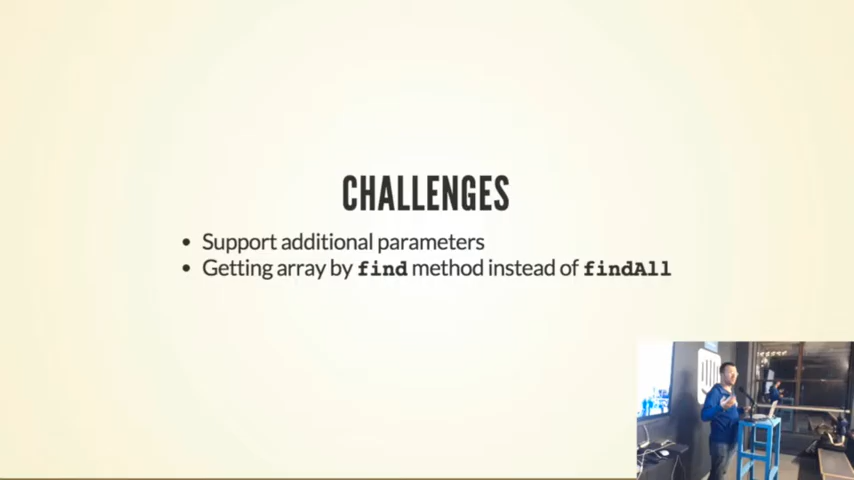 CHALLENGES
Support additional parameters
Getting array by find method instead of findAll